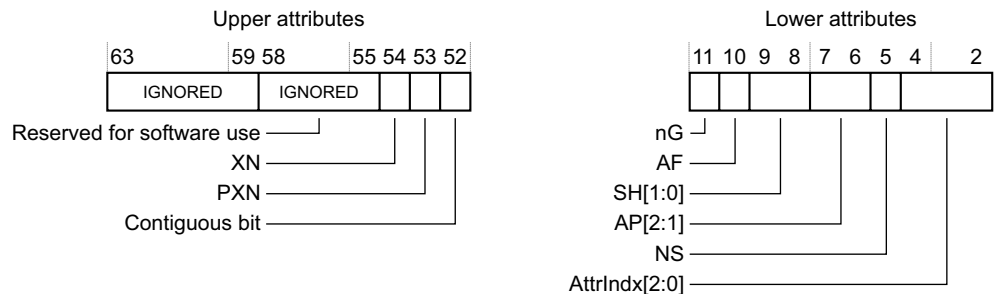 Upper attributes
63 59 58 55 54 53 52
IGNORED IGNORED
Reserved for software use
XN
PXN
Contiguous bit
Lower attributes
11 10 9 8 7 6 5 4 2
nG
AF
SH[1:0]
AP[2:1]
NS
AttrIndx[2:0]